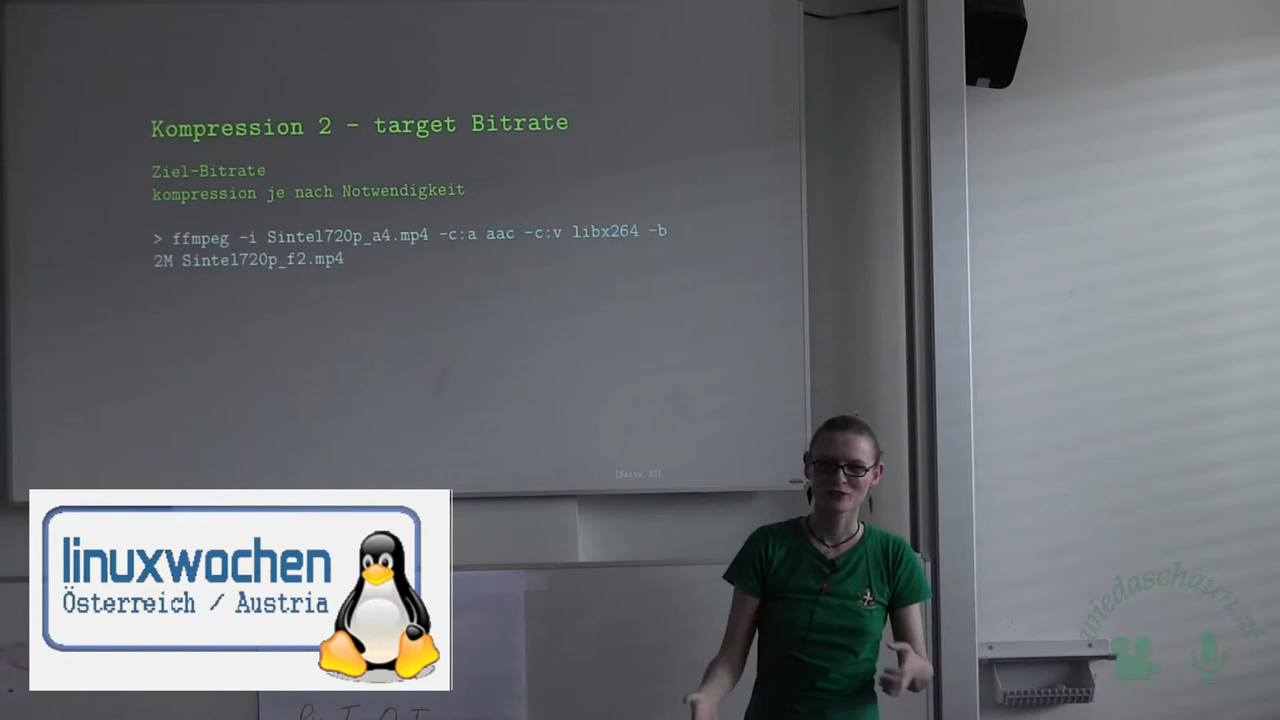 Kompression 2 - target Bitrate
Ziel-Bitrate
kompression je nach Notwendigkeit
> ffmpeg -i Sintel720p_a4.mp4 -c:a aac -c:v libx264 -b
2M Sintel720p_f2.mp4
linuxwochen
Österreich / Austria